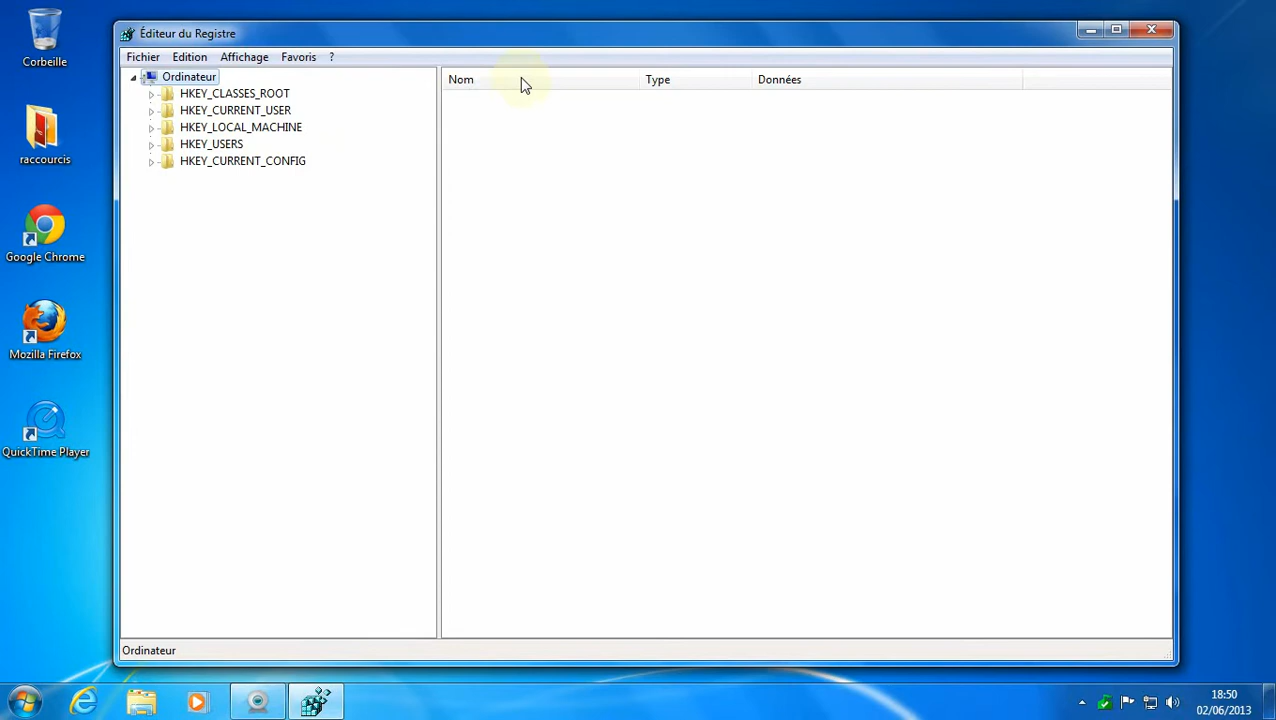 Corbeille
raccourcis
Google Chrome
Mozilla Firefox
QuickTime Player
Éditeur du Registre
Fichier Edition Affichage Favoris ?
Ordinateur
HKEY_CLASSES_ROOT
HKEY_CURRENT_USER
HKEY_LOCAL_MACHINE
HKEY_USERS
HKEY_CURRENT_CONFIG
Nom Type Données
Ordinateur
18:50
02/06/2013